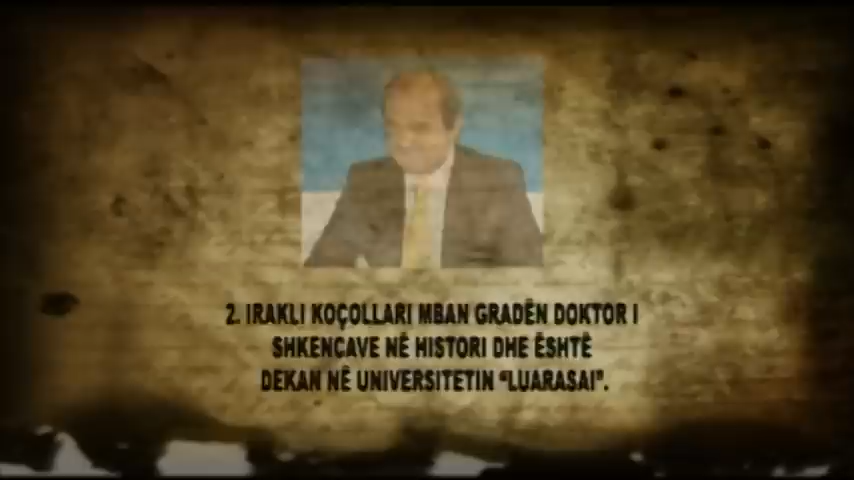 2. IRAKLI KOÇOLLARI MBAN GRADËN DOKTOR I
SHKENCAVE NË HISTORI DHE ËSHTË
DEKAN NË UNIVERSITETIN “LUARASAI”.